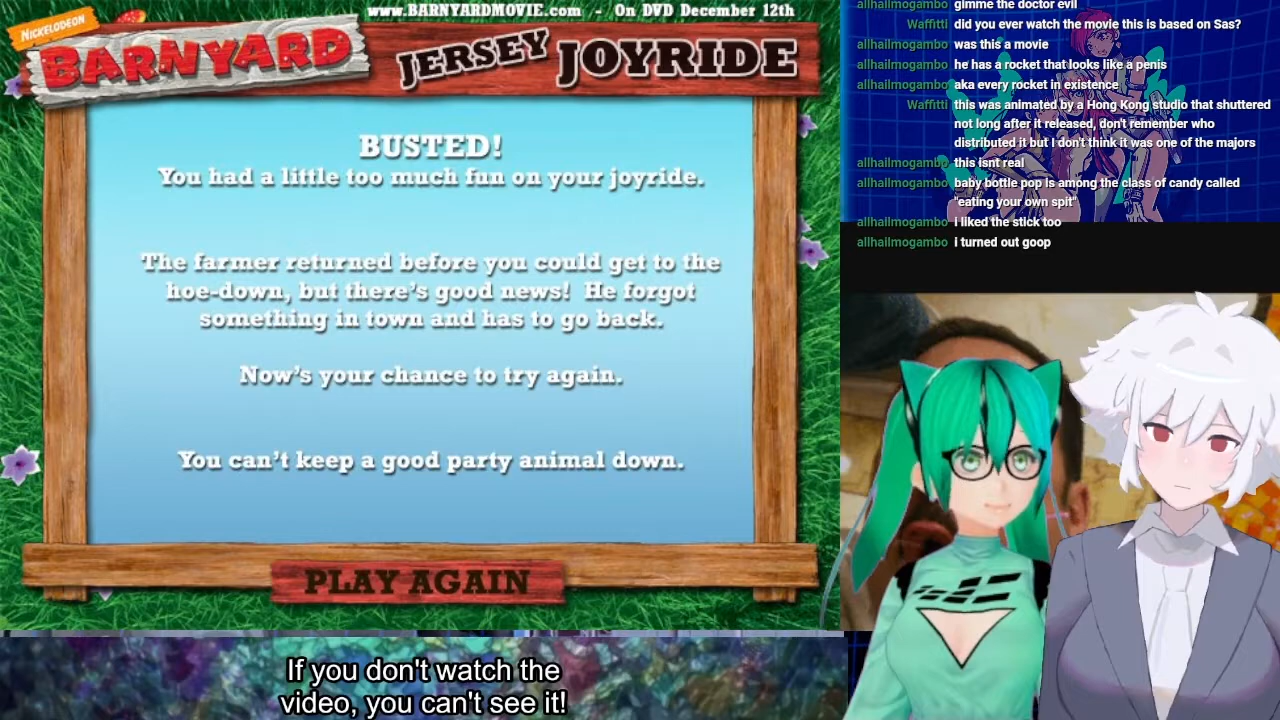 www.BARNYARDMOVIE.com - On DVD December 12th
NICKELODEON
BARNYARD
JERSEY JOYRIDE
BUSTED!
You had a little too much fun on your joyride.
The farmer returned before you could get to the
hoe-down, but there's good news! He forgot
something in town and has to go back.
Now's your chance to try again.
You can't keep a good party animal down.
PLAY AGAIN
If you don't watch the
video, you can't see it!
allhailmogambo gimme the doctor evil
Waffitti did you ever watch the movie this is based on Sas?
allhailmogambo was this a movie
allhailmogambo he has a rocket that looks like a penis
allhailmogambo aka every rocket in existence
Waffitti this was animated by a Hong Kong studio that shuttered
not long after it released, don't remember who
distributed it but I don't think it was one of the majors
allhailmogambo this isnt real
allhailmogambo baby bottle pop is among the class of candy called
"eating your own spit"
allhailmogambo i liked the stick too
allhailmogambo i turned out goop